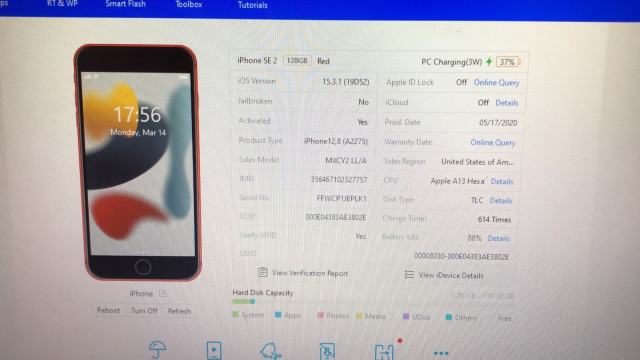 ps RT & WP Smart Flash Toolbox Tutorials
iPhone SE 2 128GB Red PC Charging(3W) 37%
iOS Version 15.3.1 (19D52) Apple ID Lock Off Online Query
Jailbroken No iCloud Off Details
Activated Yes Prod. Date 05/17/2020
Product Type iPhone12,8 (A2275) Warranty Date Online Query
Sales Model MXCY2 LL/A Sales Region United States of Am...
IMEI 356467102327757 CPU Apple A13 Hexa Details
Serial No. FFWCP1JEPLK1 Disk Type TLC Details
ECID 000E04383AE3802E Charge Times 614 Times
Verify UDID Yes Battery Life 88% Details
UDID 00008030-000E04383AE3802E
View Verification Report View iDevice Details
17:56
Monday, Mar 14
iPhone
Reboot Turn Off Refresh
Hard Disk Capacity
System Apps Photos Media UDisk Others Free